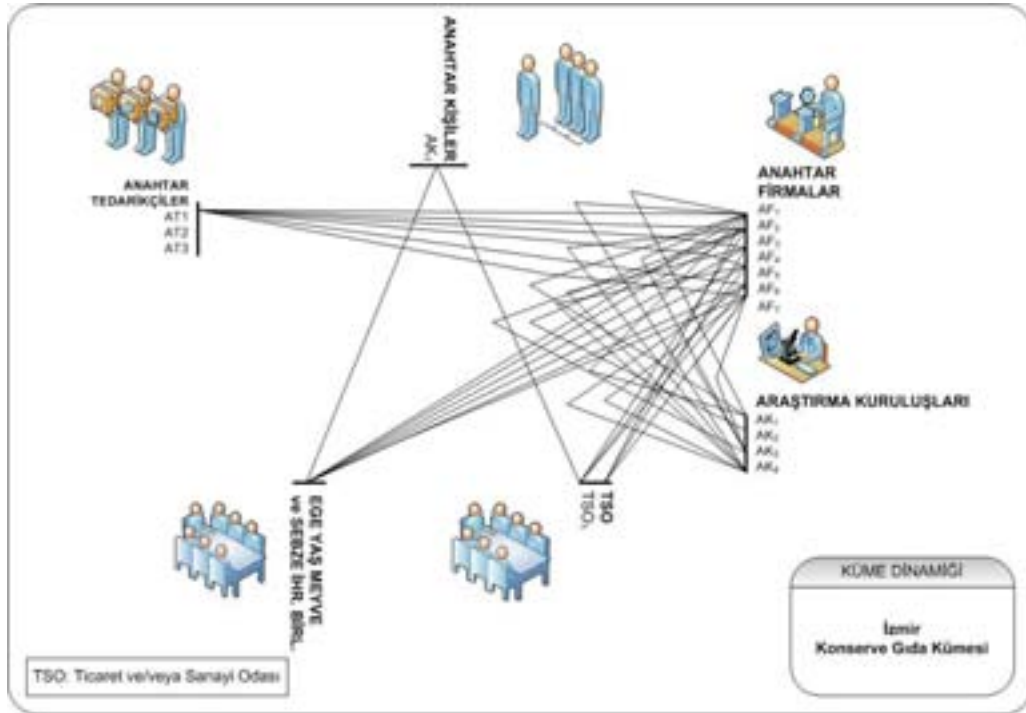 ANAHTAR KİŞİLER
AK₁
ANAHTAR
TEDARİKÇİLER
AT1
AT2
AT3
ANAHTAR
FİRMALAR
AF₁
AF₂
AF₃
AF₄
AF₅
AF₆
AF₇
ARAŞTIRMA KURULUŞLARI
AK₁
AK₂
AK₃
AK₄
EGE YAŞ MEYVE
ve SEBZE İHR. BİRL.
TSO
TSO₁
KÜME DİNAMİĞİ
İzmir
Konserve Gıda Kümesi
TSO: Ticaret ve/veya Sanayi Odası